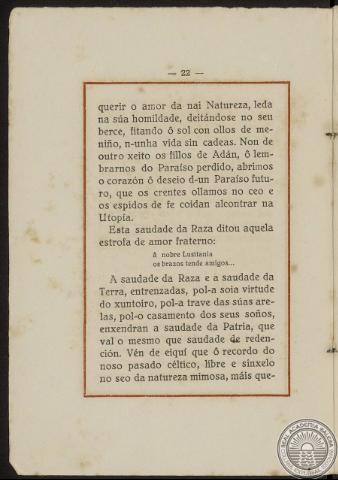 — 22 —
querir o amor da nai Natureza, leda
na súa homildade, deitándose no seu
berce, fitando ô sol con ollos de me-
niño, n-unha vida sin cadeas. Non de
outro xeito os fillos de Adán, ô lem-
brarnos do Paraíso perdido, abrimos
o corazón ô deseio d-un Paraíso futu-
ro, que os crentes ollamos no ceo e
os espidos de fe coidan alcontrar na
Utopía.
Esta saudade da Raza ditou aquela
estrofa de amor fraterno:
â nobre Lusitania
os brazos tende amigos...
A saudade da Raza e a saudade da
Terra, entrenzadas, pol-a soia virtude
do xuntoiro, pol-a trave das súas are-
las, pol-o casamento dos seus soños,
enxendran a saudade da Patria, que
val o mesmo que saudade de reden-
ción. Vén de eiquí que ô recordo do
noso pasado céltico, libre e sinxelo
no seo da natureza mimosa, máis que-
REAL ACADEMIA GALEGA